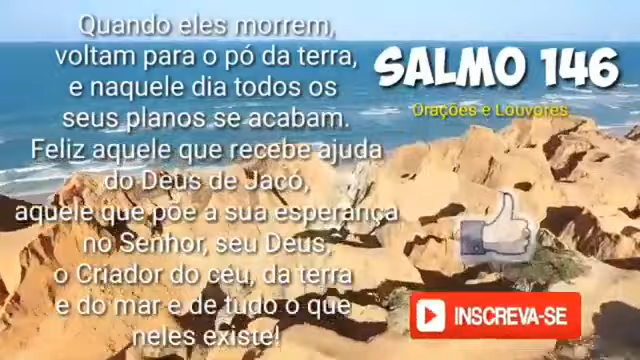 Quando eles morrem,
voltam para o pó da terra,
e naquele dia todos os
seus planos se acabam.
Feliz aquele que recebe ajuda
do Deus de Jacó,
aquele que põe a sua esperança
no Senhor, seu Deus,
o Criador do céu, da terra
e do mar e de tudo o que
neles existe!
SALMO 146
Orações e Louvores
INSCREVA-SE